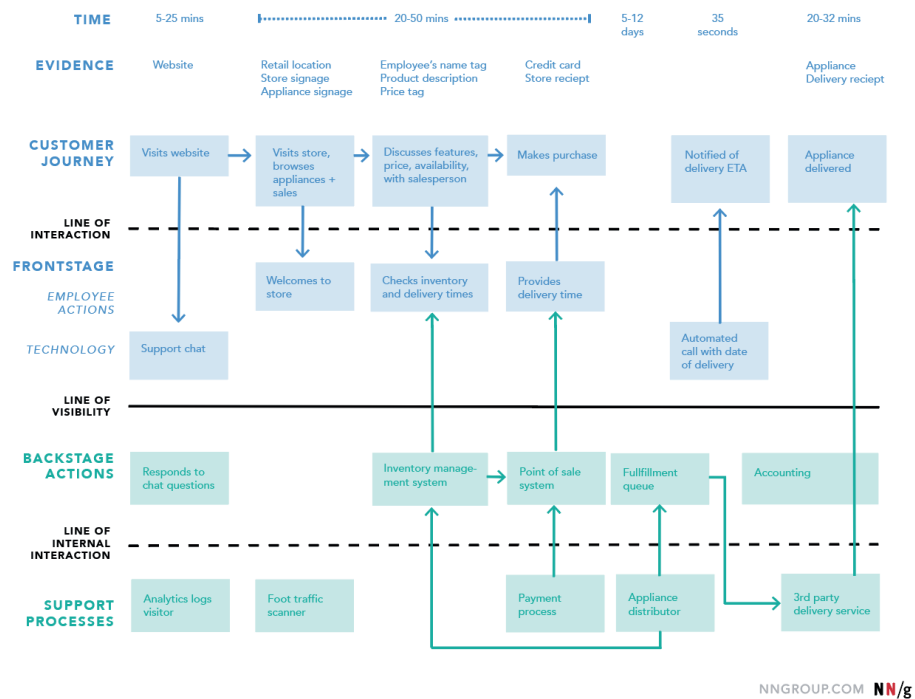 TIME
5-25 mins
20-50 mins
5-12
days
35
seconds
20-32 mins
EVIDENCE
Website
Retail location
Store signage
Appliance signage
Employee's name tag
Product description
Price tag
Credit card
Store reciept
Appliance
Delivery reciept
CUSTOMER
JOURNEY
Visits website
Visits store,
browses
appliances +
sales
Discusses features,
price, availability,
with salesperson
Makes purchase
Notified of
delivery ETA
Appliance
delivered
LINE OF
INTERACTION
FRONTSTAGE
EMPLOYEE
ACTIONS
Welcomes to
store
Checks inventory
and delivery times
Provides
delivery time
TECHNOLOGY
Support chat
Automated
call with date
of delivery
LINE OF
VISIBILITY
BACKSTAGE
ACTIONS
Responds to
chat questions
Inventory manage-
ment system
Point of sale
system
Fullfillment
queue
Accounting
LINE OF
INTERNAL
INTERACTION
SUPPORT
PROCESSES
Analytics logs
visitor
Foot traffic
scanner
Payment
process
Appliance
distributor
3rd party
delivery service
NNGROUP.COM NN/g